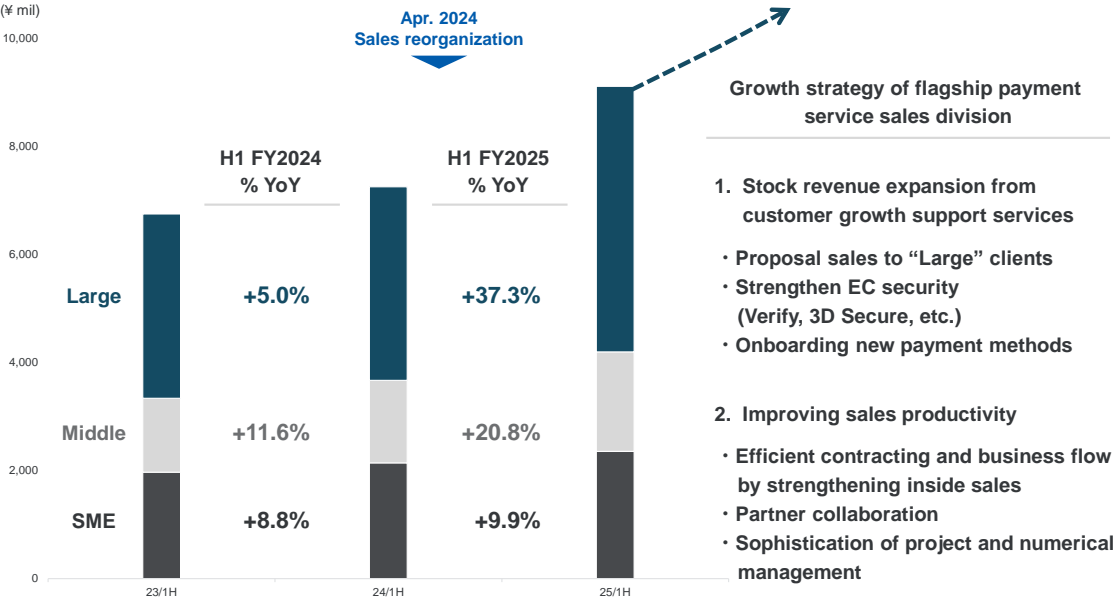 (¥ mil)
10,000
8,000
6,000
4,000
2,000
0
Apr. 2024
Sales reorganization
H1 FY2024
% YoY
H1 FY2025
% YoY
Large
+5.0%
+37.3%
Middle
+11.6%
+20.8%
SME
+8.8%
+9.9%
23/1H
24/1H
25/1H
Growth strategy of flagship payment
service sales division
1. Stock revenue expansion from
customer growth support services
・Proposal sales to “Large” clients
・Strengthen EC security
(Verify, 3D Secure, etc.)
・Onboarding new payment methods
2. Improving sales productivity
・Efficient contracting and business flow
by strengthening inside sales
・Partner collaboration
・Sophistication of project and numerical
management